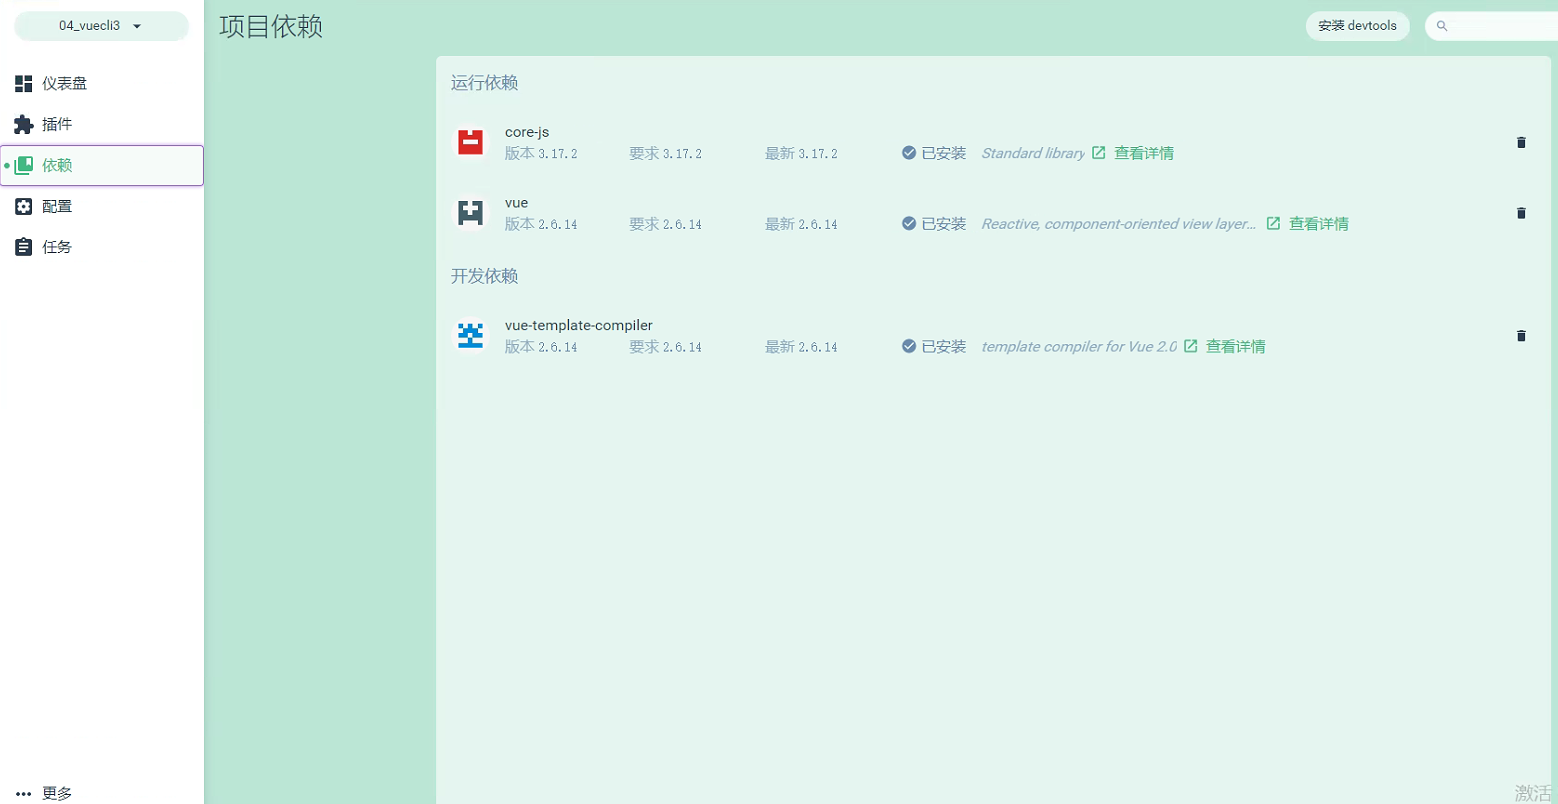 04_vuecli3
项目依赖
安装 devtools
仪表盘
插件
依赖
配置
任务
更多
运行依赖
core-js
版本 3.17.2 要求 3.17.2 最新 3.17.2 已安装 Standard library 查看详情
vue
版本 2.6.14 要求 2.6.14 最新 2.6.14 已安装 Reactive, component-oriented view layer... 查看详情
开发依赖
vue-template-compiler
版本 2.6.14 要求 2.6.14 最新 2.6.14 已安装 template compiler for Vue 2.0 查看详情
激活